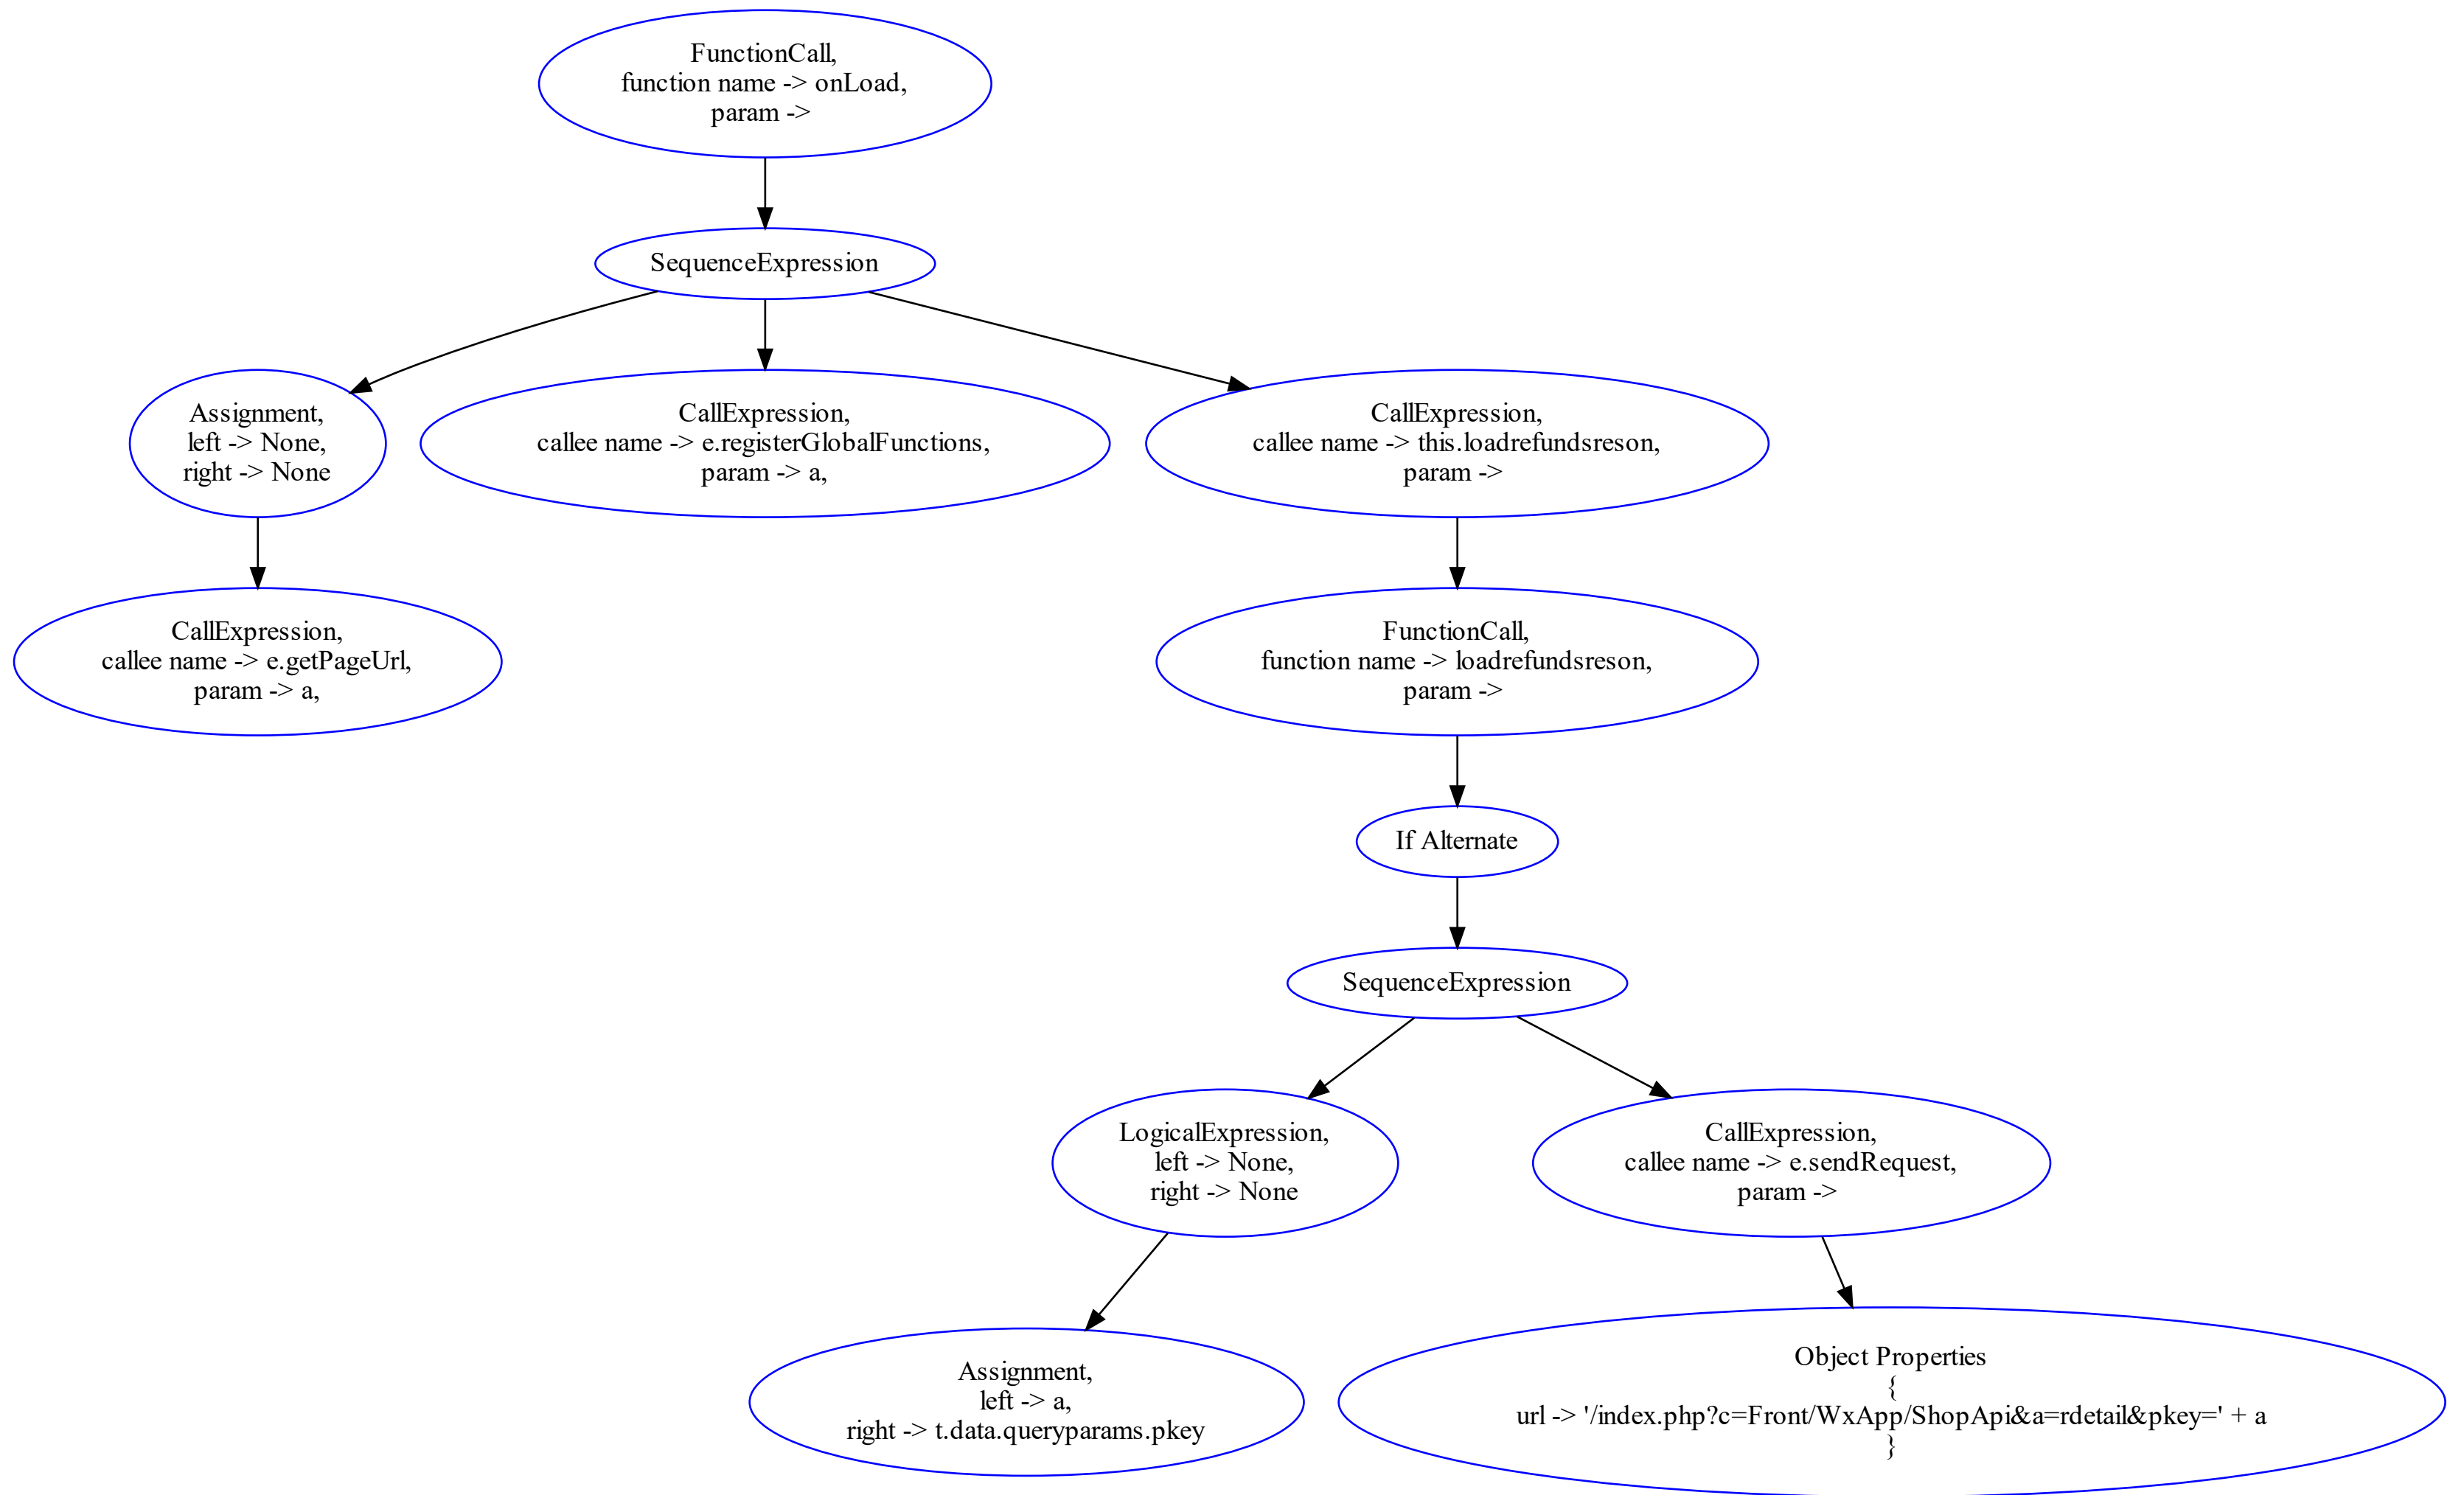 FunctionCall,
function name -> onLoad,
param ->
SequenceExpression
Assignment,
left -> None,
right -> None
CallExpression,
callee name -> e.registerGlobalFunctions,
param -> a,
CallExpression,
callee name -> this.loadrefundsreson,
param ->
CallExpression,
callee name -> e.getPageUrl,
param -> a,
FunctionCall,
function name -> loadrefundsreson,
param ->
If Alternate
SequenceExpression
LogicalExpression,
left -> None,
right -> None
CallExpression,
callee name -> e.sendRequest,
param ->
Assignment,
left -> a,
right -> t.data.queryparams.pkey
Object Properties
{
url -> '/index.php?c=Front/WxApp/ShopApi&a=rdetail&pkey=' + a
}